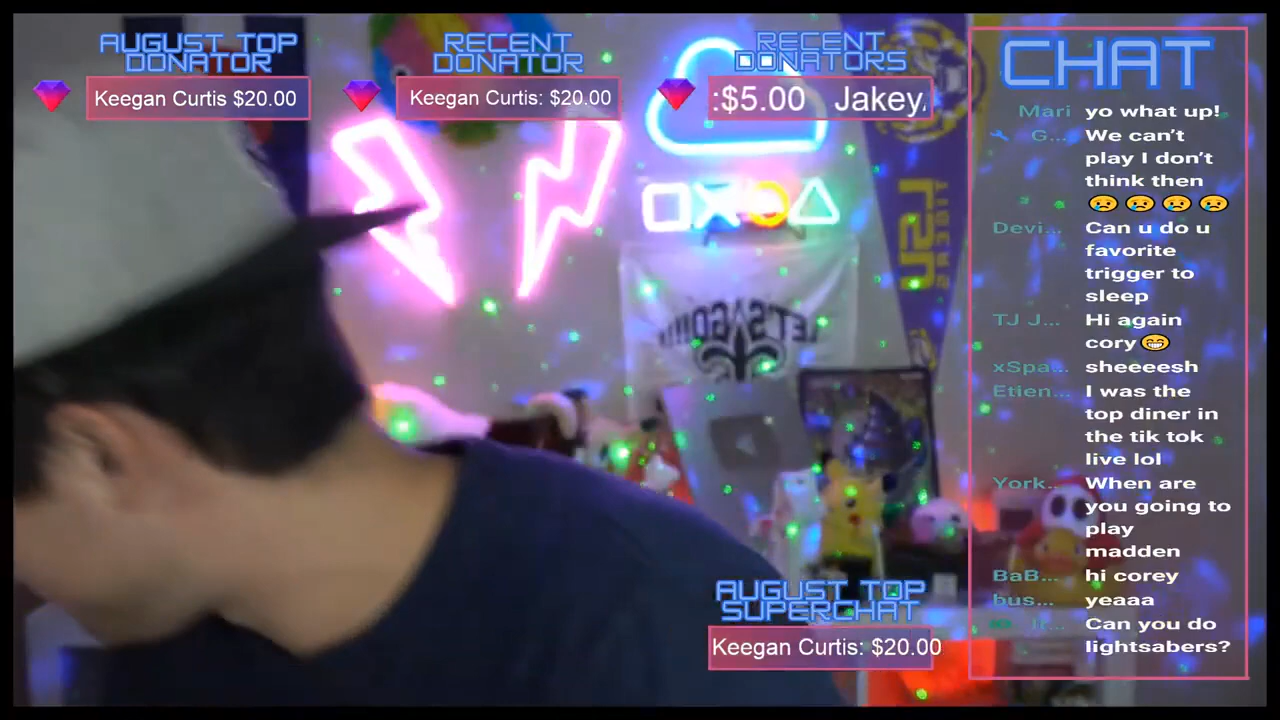 AUGUST TOP
DONATOR
Keegan Curtis $20.00
RECENT
DONATOR
Keegan Curtis: $20.00
RECENT
DONATORS
:$5.00 Jakey
CHAT
Mari yo what up!
G... We can't
play I don't
think then
😥 😥 😥 😥
Devi... Can u do u
favorite
trigger to
sleep
TJ J... Hi again
cory 😁
xSpa... sheeeesh
Etien... I was the
top diner in
the tik tok
live lol
York... When are
you going to
play
madden
BaB... hi corey
bus... yeaaa
Can you do
lightsabers?
LET'S GO
LSU
TIGERS
AUGUST TOP
SUPERCHAT
Keegan Curtis: $20.00